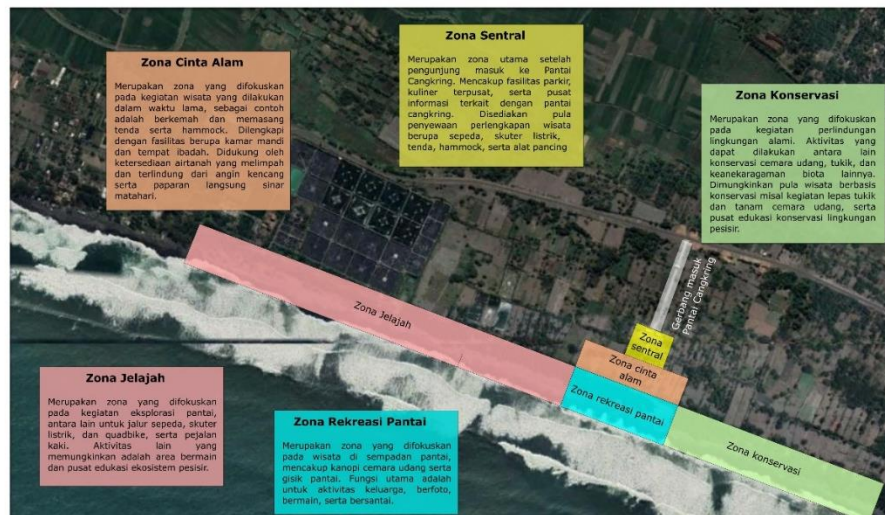 Zona Cinta Alam
Merupakan zona yang difokuskan
pada kegiatan wisata yang dilakukan
dalam waktu lama, sebagai contoh
adalah berkemah dan memasang
tenda serta hammock. Dilengkapi
dengan fasilitas berupa kamar mandi
dan tempat ibadah. Didukung oleh
ketersediaan airtanah yang melimpah
dan terlindung dari angin kencang
serta paparan langsung sinar
matahari.
Zona Sentral
Merupakan zona utama setelah
pengunjung masuk ke Pantai
Cangkring. Mencakup fasilitas parkir,
kuliner terpusat, serta pusat
informasi terkait dengan pantai
cangkring. Disediakan pula
penyewaan perlengkapan wisata
berupa sepeda, skuter listrik,
tenda, hammock, serta alat pancing
Zona Konservasi
Merupakan zona yang difokuskan
pada kegiatan perlindungan
lingkungan alami. Aktivitas yang
dapat dilakukan antara lain
konservasi cemara udang, tukik, dan
keanekaragaman biota lainnya.
Dimungkinkan pula wisata berbasis
konservasi misal kegiatan lepas tukik
dan tanam cemara udang, serta
pusat edukasi konservasi lingkungan
pesisir.
Gerbang masuk
Pantai Cangkring
Zona Jelajah
Zona
sentral
Zona cinta
alam
Zona rekreasi pantai
Zona konservasi
Zona Jelajah
Merupakan zona yang difokuskan
pada kegiatan eksplorasi pantai,
antara lain untuk jalur sepeda, skuter
listrik, dan quadbike, serta pejalan
kaki. Aktivitas lain yang
memungkinkan adalah area bermain
dan pusat edukasi ekosistem pesisir.
Zona Rekreasi Pantai
Merupakan zona yang difokuskan
pada wisata di sempadan pantai,
mencakup kanopi cemara udang serta
gisik pantai. Fungsi utama adalah
untuk aktivitas keluarga, berfoto,
bermain, serta bersantai.